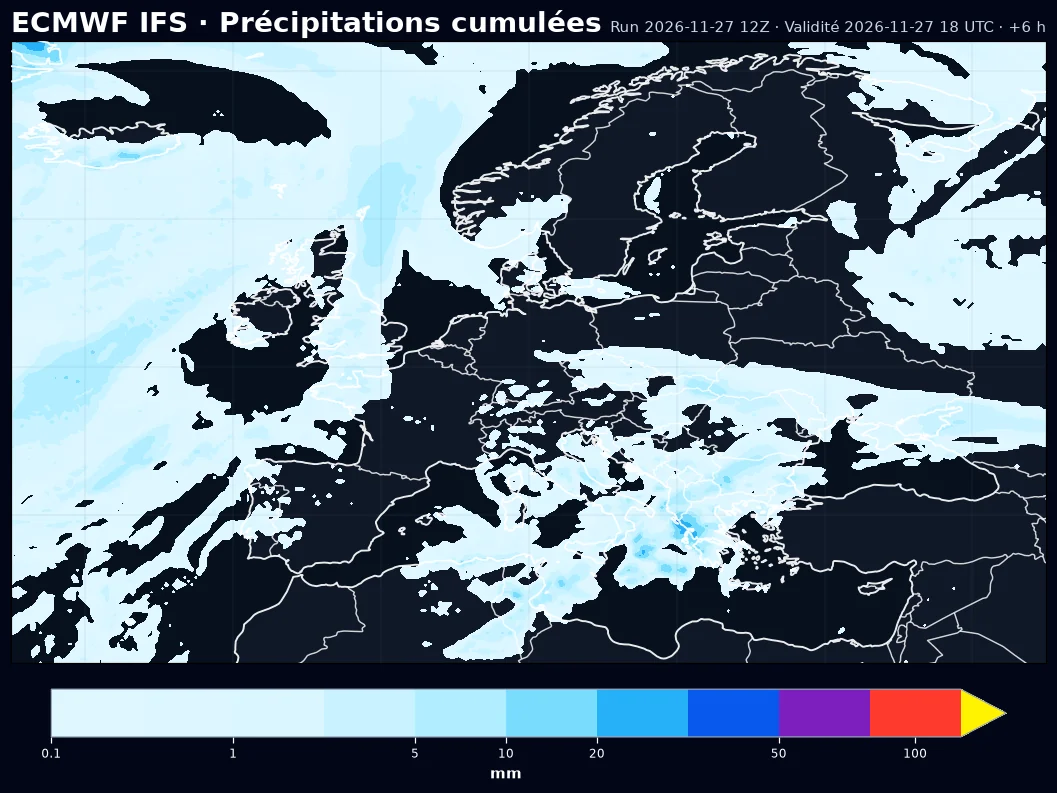 ECMWF IFS · Précipitations cumulées Run 2026-11-27 12Z · Validité 2026-11-27 18 UTC · +6 h
0.1 1 5 10 20 50 100
mm